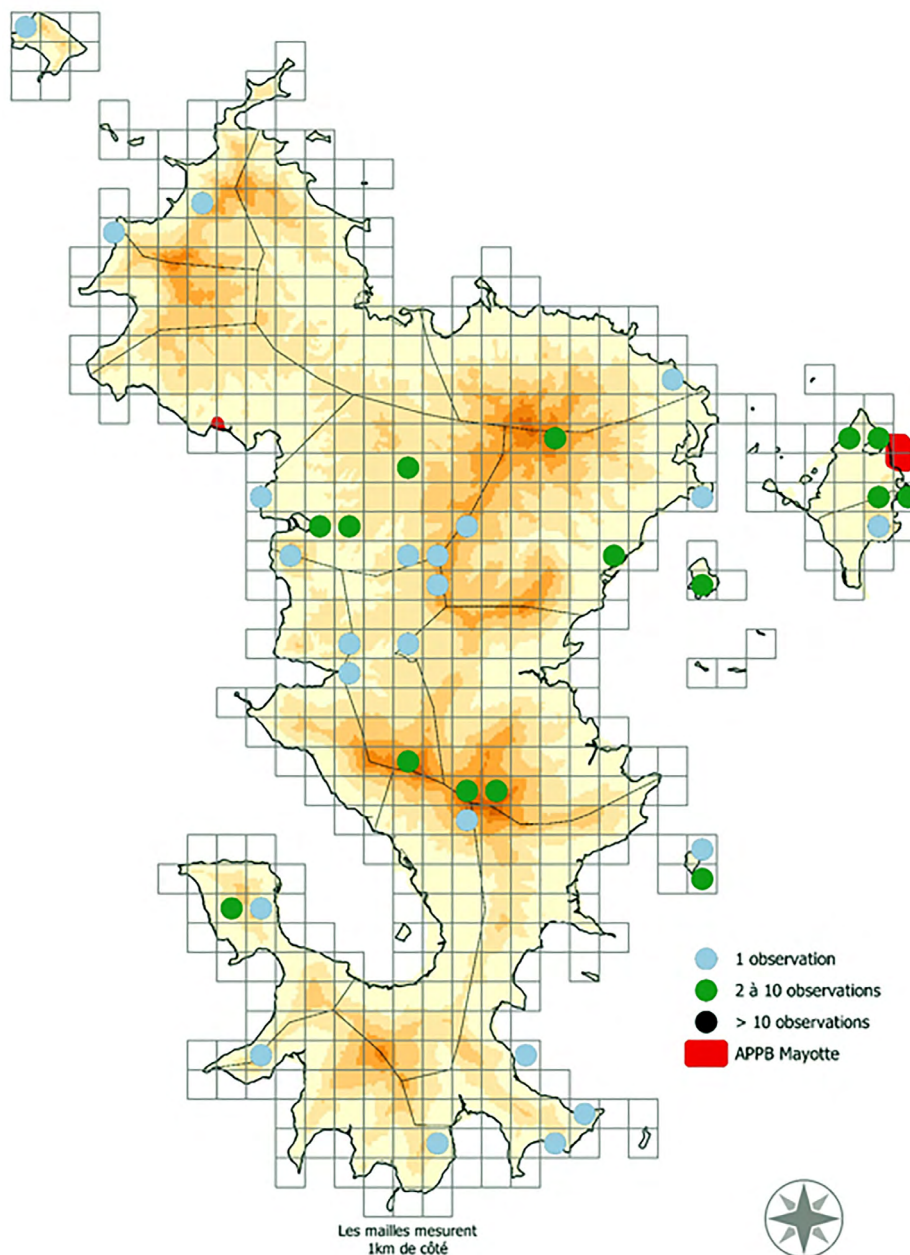 1 observation
2 à 10 observations
> 10 observations
APPB Mayotte
Les mailles mesurent
1km de côté